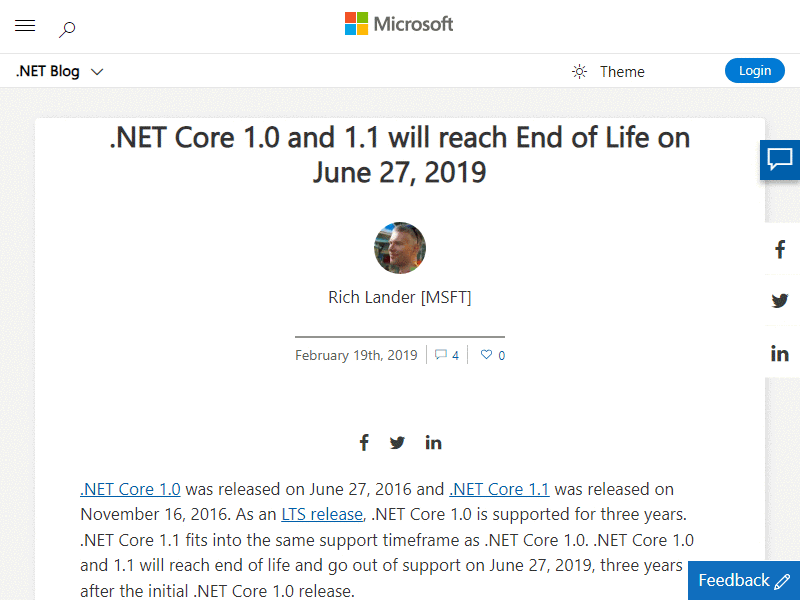 Microsoft
.NET Blog
Theme
Login
.NET Core 1.0 and 1.1 will reach End of Life on
June 27, 2019
Rich Lander [MSFT]
February 19th, 2019
4
0
.NET Core 1.0 was released on June 27, 2016 and .NET Core 1.1 was released on
November 16, 2016. As an LTS release, .NET Core 1.0 is supported for three years.
.NET Core 1.1 fits into the same support timeframe as .NET Core 1.0. .NET Core 1.0
and 1.1 will reach end of life and go out of support on June 27, 2019, three years
after the initial .NET Core 1.0 release.
Feedback